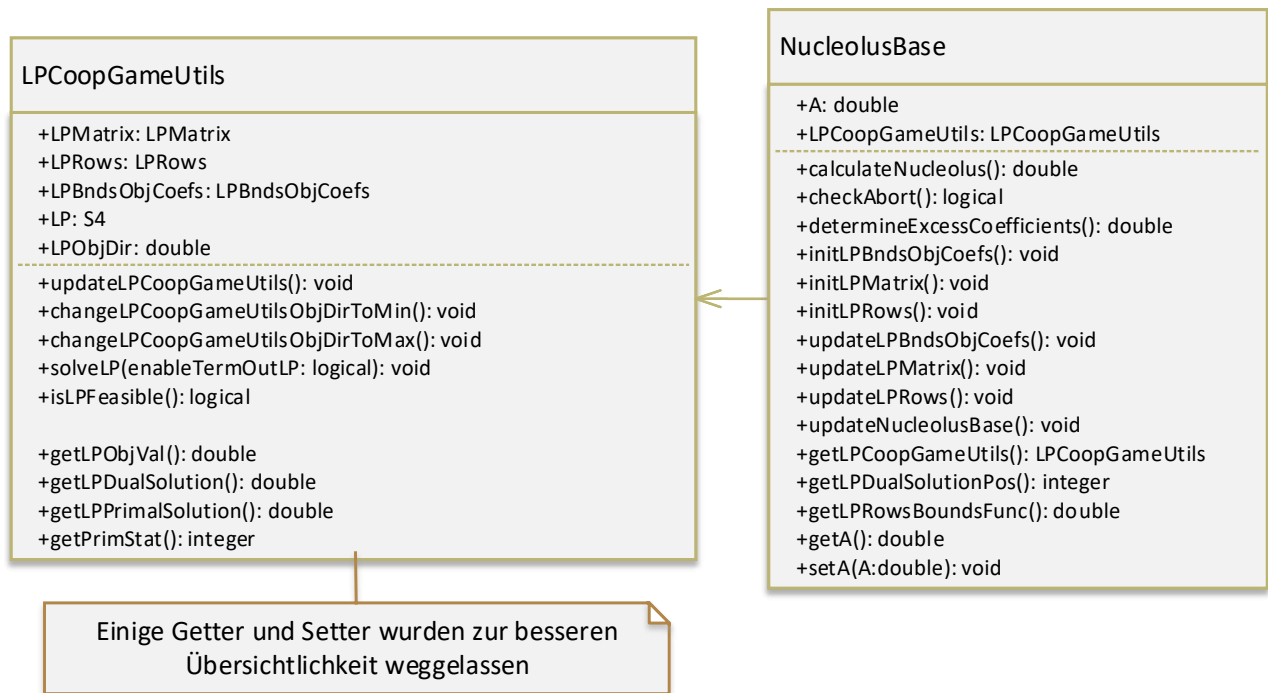 LPCoopGameUtils
+LPMatrix: LPMatrix
+LPRows: LPRows
+LPBndsObjCoefs: LPBndsObjCoefs
+LP: S4
+LPObjDir: double
+updateLPCoopGameUtils(): void
+changeLPCoopGameUtilsObjDirToMin(): void
+changeLPCoopGameUtilsObjDirToMax(): void
+solveLP(enableTermOutLP: logical): void
+isLPFeasible(): logical
+getLPObjVal(): double
+getLPDualSolution(): double
+getLPPrimalSolution(): double
+getPrimStat(): integer
Einige Getter und Setter wurden zur besseren
Übersichtlichkeit weggelassen
NucleolusBase
+A: double
+LPCoopGameUtils: LPCoopGameUtils
+calculateNucleolus(): double
+checkAbort(): logical
+determineExcessCoefficients(): double
+initLPBndsObjCoefs(): void
+initLPMatrix(): void
+initLPRows(): void
+updateLPBndsObjCoefs(): void
+updateLPMatrix(): void
+updateLPRows(): void
+updateNucleolusBase(): void
+getLPCoopGameUtils(): LPCoopGameUtils
+getLPDualSolutionPos(): integer
+getLPRowsBoundsFunc(): double
+getA(): double
+setA(A:double): void